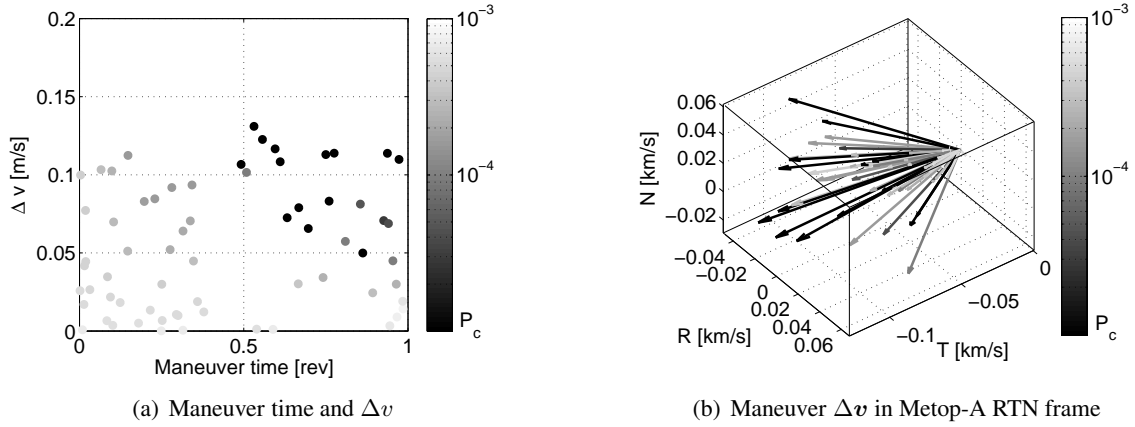 0.2
0.15
0.1
0.05
0
Δ v [m/s]
0
0.5
1
Maneuver time [rev]
10⁻³
10⁻⁴
P_c
(a) Maneuver time and Δv
0.06
0.04
0.02
0
−0.02
N [km/s]
−0.04
−0.02
0
0.02
0.04
0.06
R [km/s]
−0.1
−0.05
0
T [km/s]
10⁻³
10⁻⁴
P_c
(b) Maneuver Δv in Metop-A RTN frame